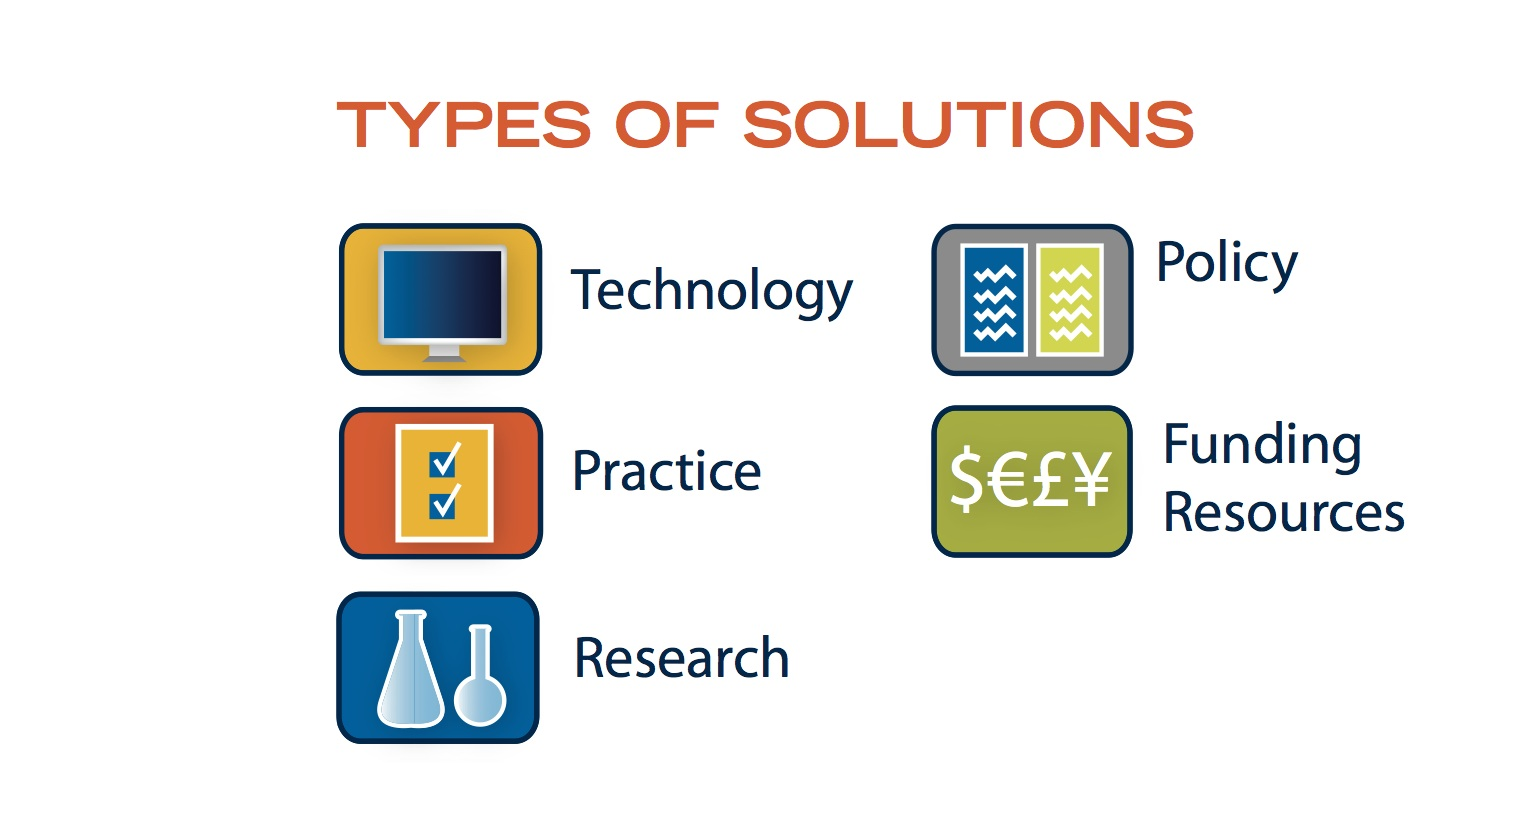 TYPES OF SOLUTIONS
Technology
Practice
Research
Policy
$€£¥
Funding
Resources